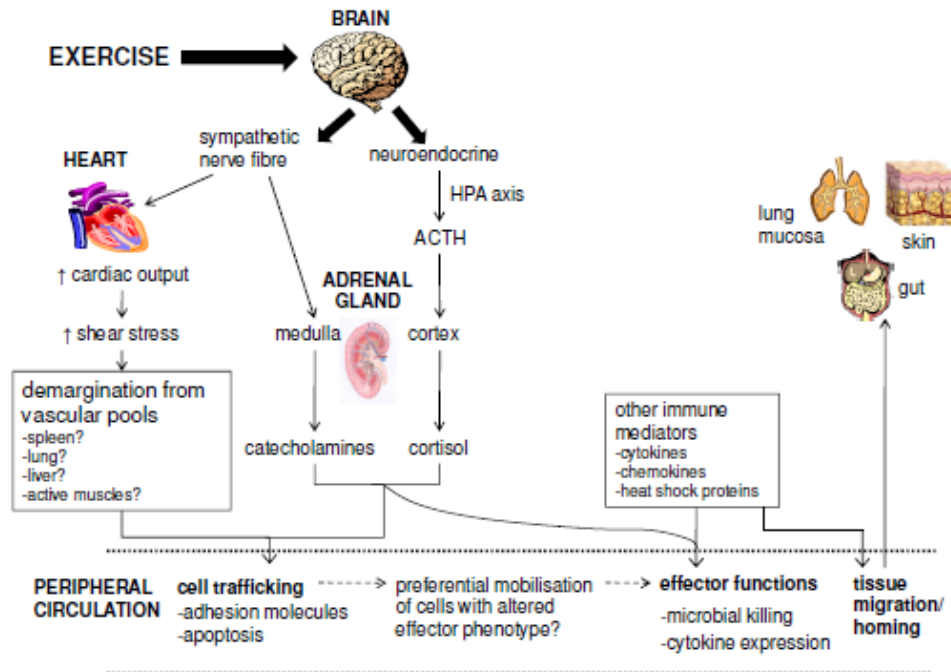 BRAIN
EXERCISE
sympathetic
nerve fibre
neuroendocrine
HEART
HPA axis
ACTH
lung
mucosa
skin
gut
↑ cardiac output
ADRENAL
GLAND
↑ shear stress
medulla
cortex
demargination from
vascular pools
-spleen?
-lung?
-liver?
-active muscles?
catecholamines
cortisol
other immune
mediators
-cytokines
-chemokines
-heat shock proteins
PERIPHERAL
CIRCULATION
cell trafficking
-adhesion molecules
-apoptosis
preferential mobilisation
of cells with altered
effector phenotype?
effector functions
-microbial killing
-cytokine expression
tissue
migration/
homing